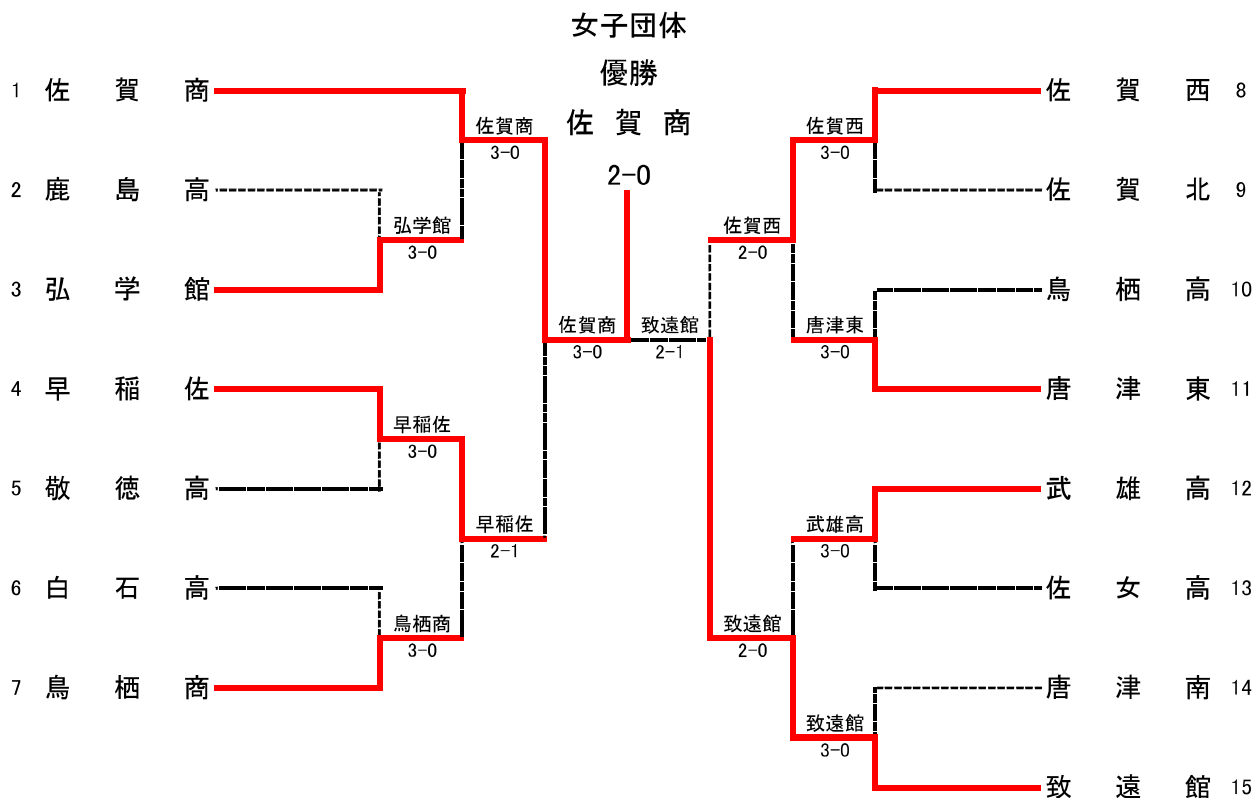 女子団体
優勝
佐賀商
2-0
1 佐賀商
2 鹿島高
3 弘学館
4 早稲佐
5 敬徳高
6 白石高
7 鳥栖商
弘学館
3-0
早稲佐
3-0
鳥栖商
3-0
佐賀商
3-0
早稲佐
2-1
佐賀商
3-0
致遠館
2-1
佐賀西
2-0
致遠館
2-0
佐賀西
3-0
唐津東
3-0
武雄高
3-0
致遠館
3-0
佐賀西 8
佐賀北 9
鳥栖高 10
唐津東 11
武雄高 12
佐女高 13
唐津南 14
致遠館 15